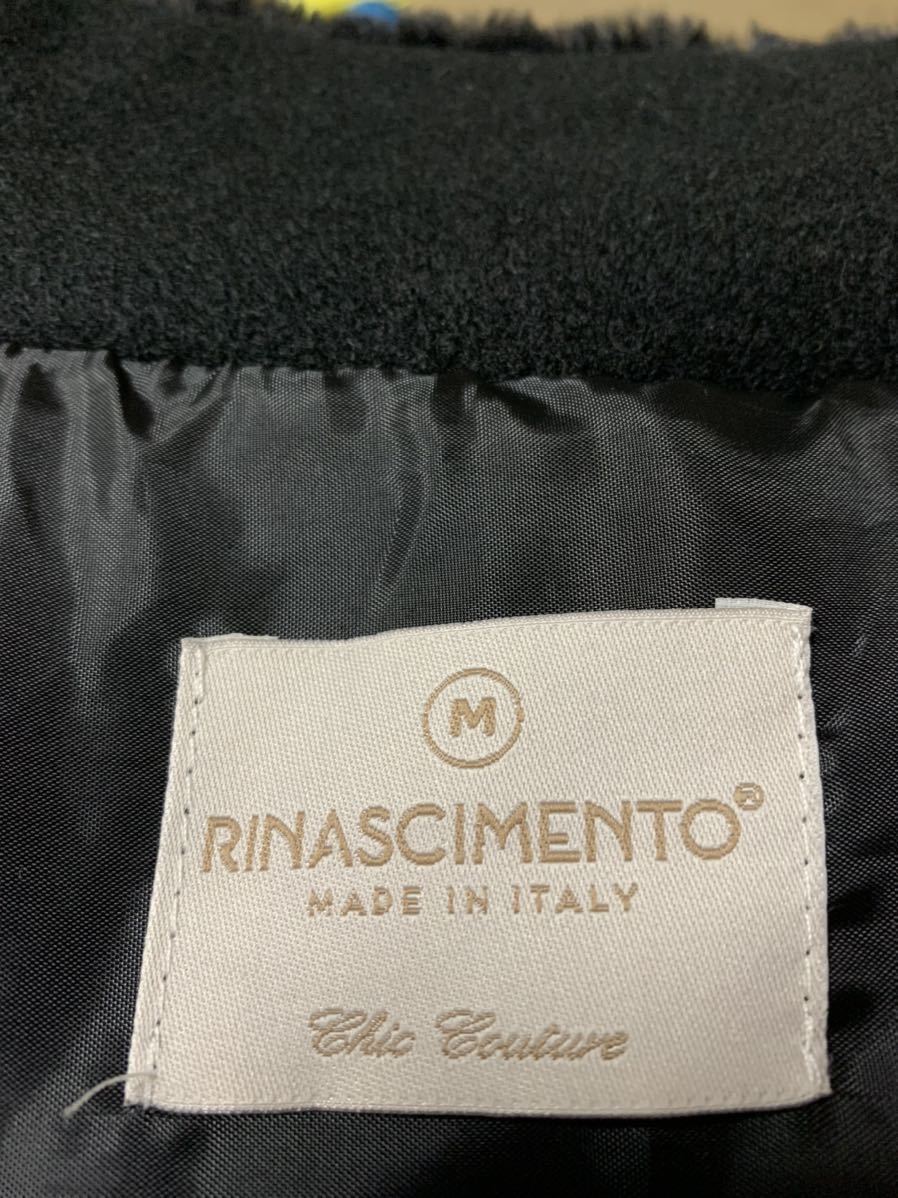 M
RINASCIMENTO®
MADE IN ITALY
Chic Couture